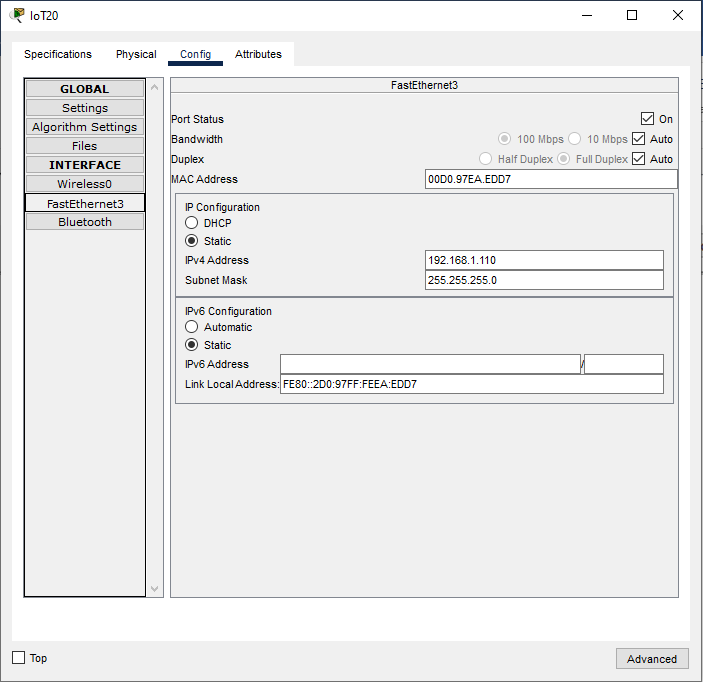 IoT20
Specifications Physical Config Attributes
GLOBAL
Settings
Algorithm Settings
Files
INTERFACE
Wireless0
FastEthernet3
Bluetooth
FastEthernet3
Port Status On
Bandwidth 100 Mbps 10 Mbps Auto
Duplex Half Duplex Full Duplex Auto
MAC Address 00D0.97EA.EDD7
IP Configuration
DHCP
Static
IPv4 Address 192.168.1.110
Subnet Mask 255.255.255.0
IPv6 Configuration
Automatic
Static
IPv6 Address /
Link Local Address: FE80::2D0:97FF:FEEA:EDD7
Top Advanced